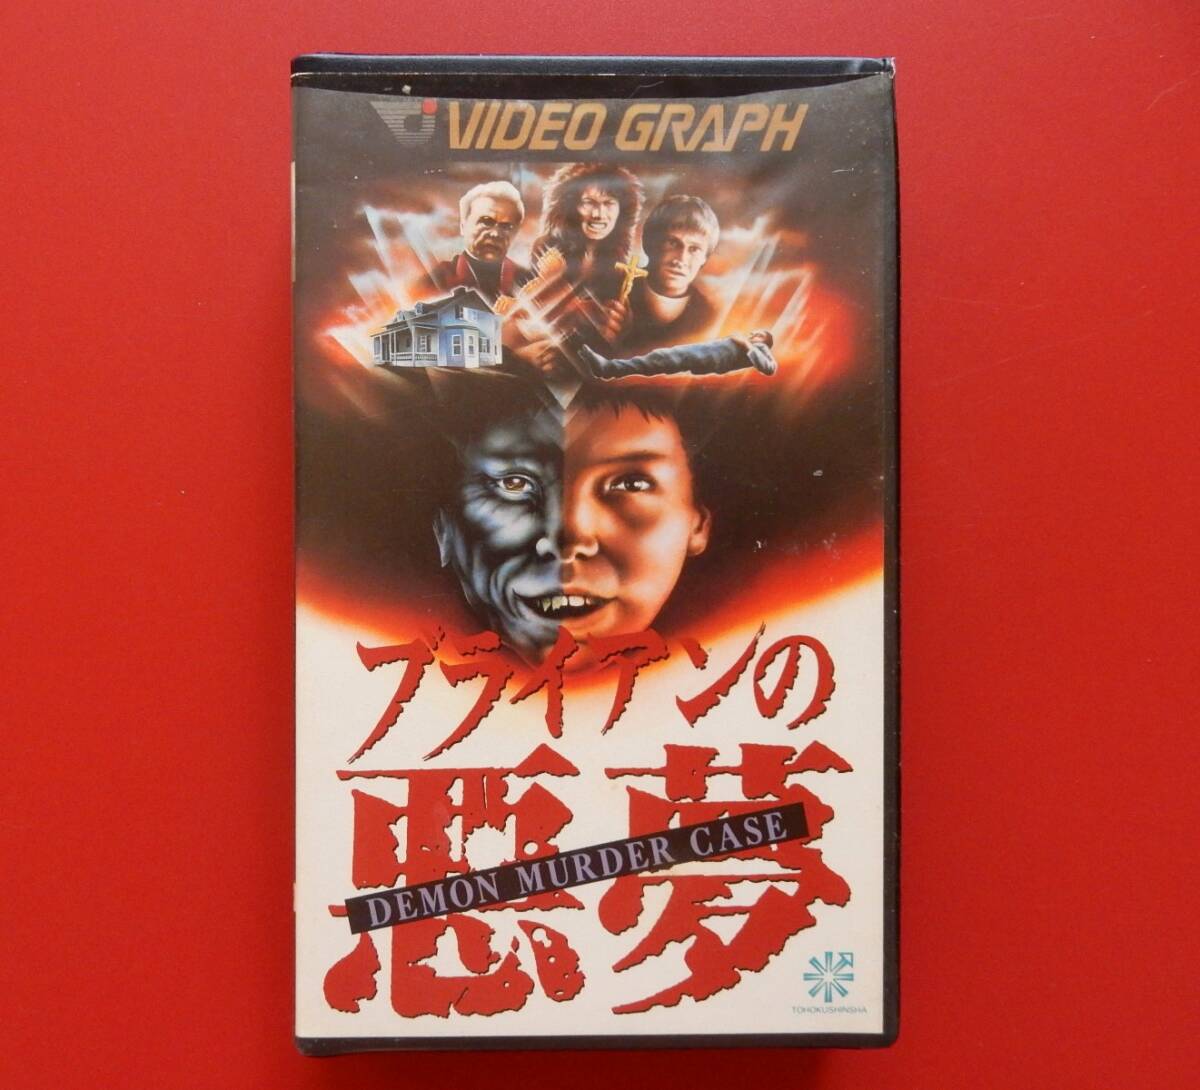 VIDEO GRAPH
ブライアンの
悪夢
DEMON MURDER CASE
TOHOKUSHINSHA